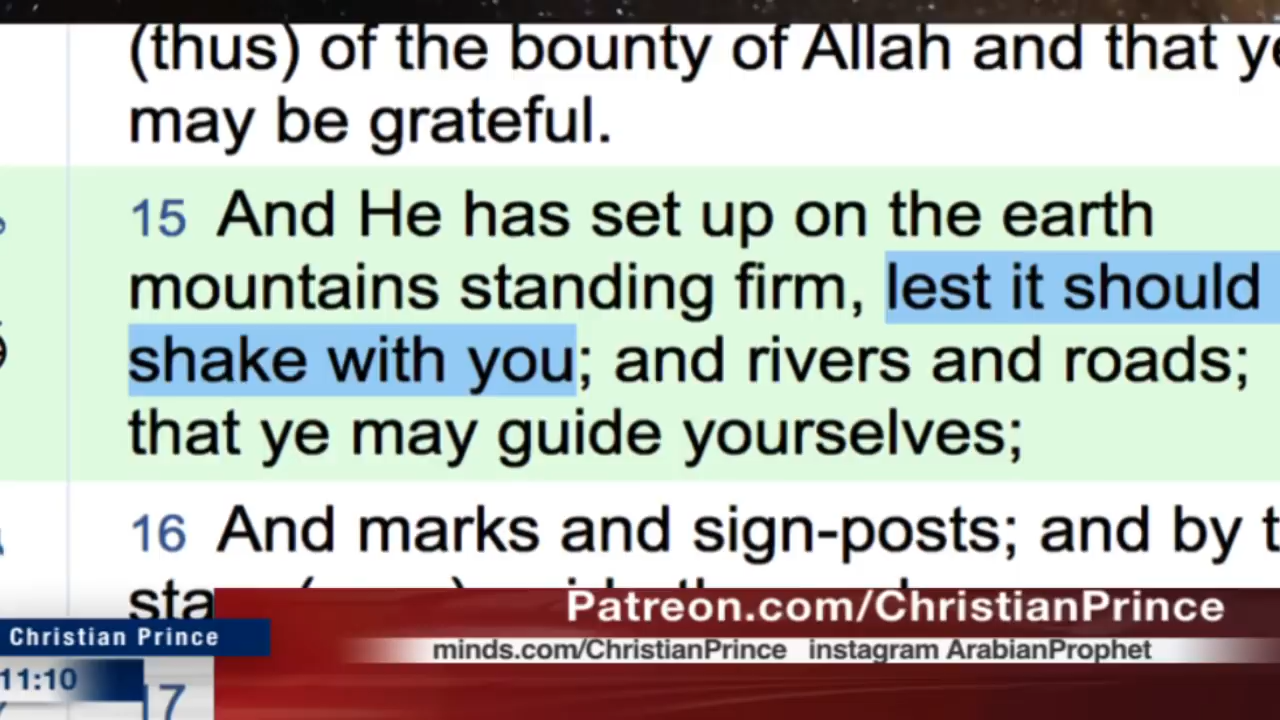 (thus) of the bounty of Allah and that
may be grateful.
15 And He has set up on the earth
mountains standing firm, lest it should
shake with you; and rivers and roads;
that ye may guide yourselves;
16 And marks and sign-posts; and by
Patreon.com/ChristianPrince
Christian Prince
minds.com/ChristianPrince instagram ArabianProphet
11:10
17